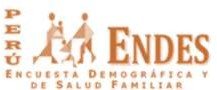 PERÚ
ENDES
ENCUESTA DEMOGRÁFICA Y
DE SALUD FAMILIAR